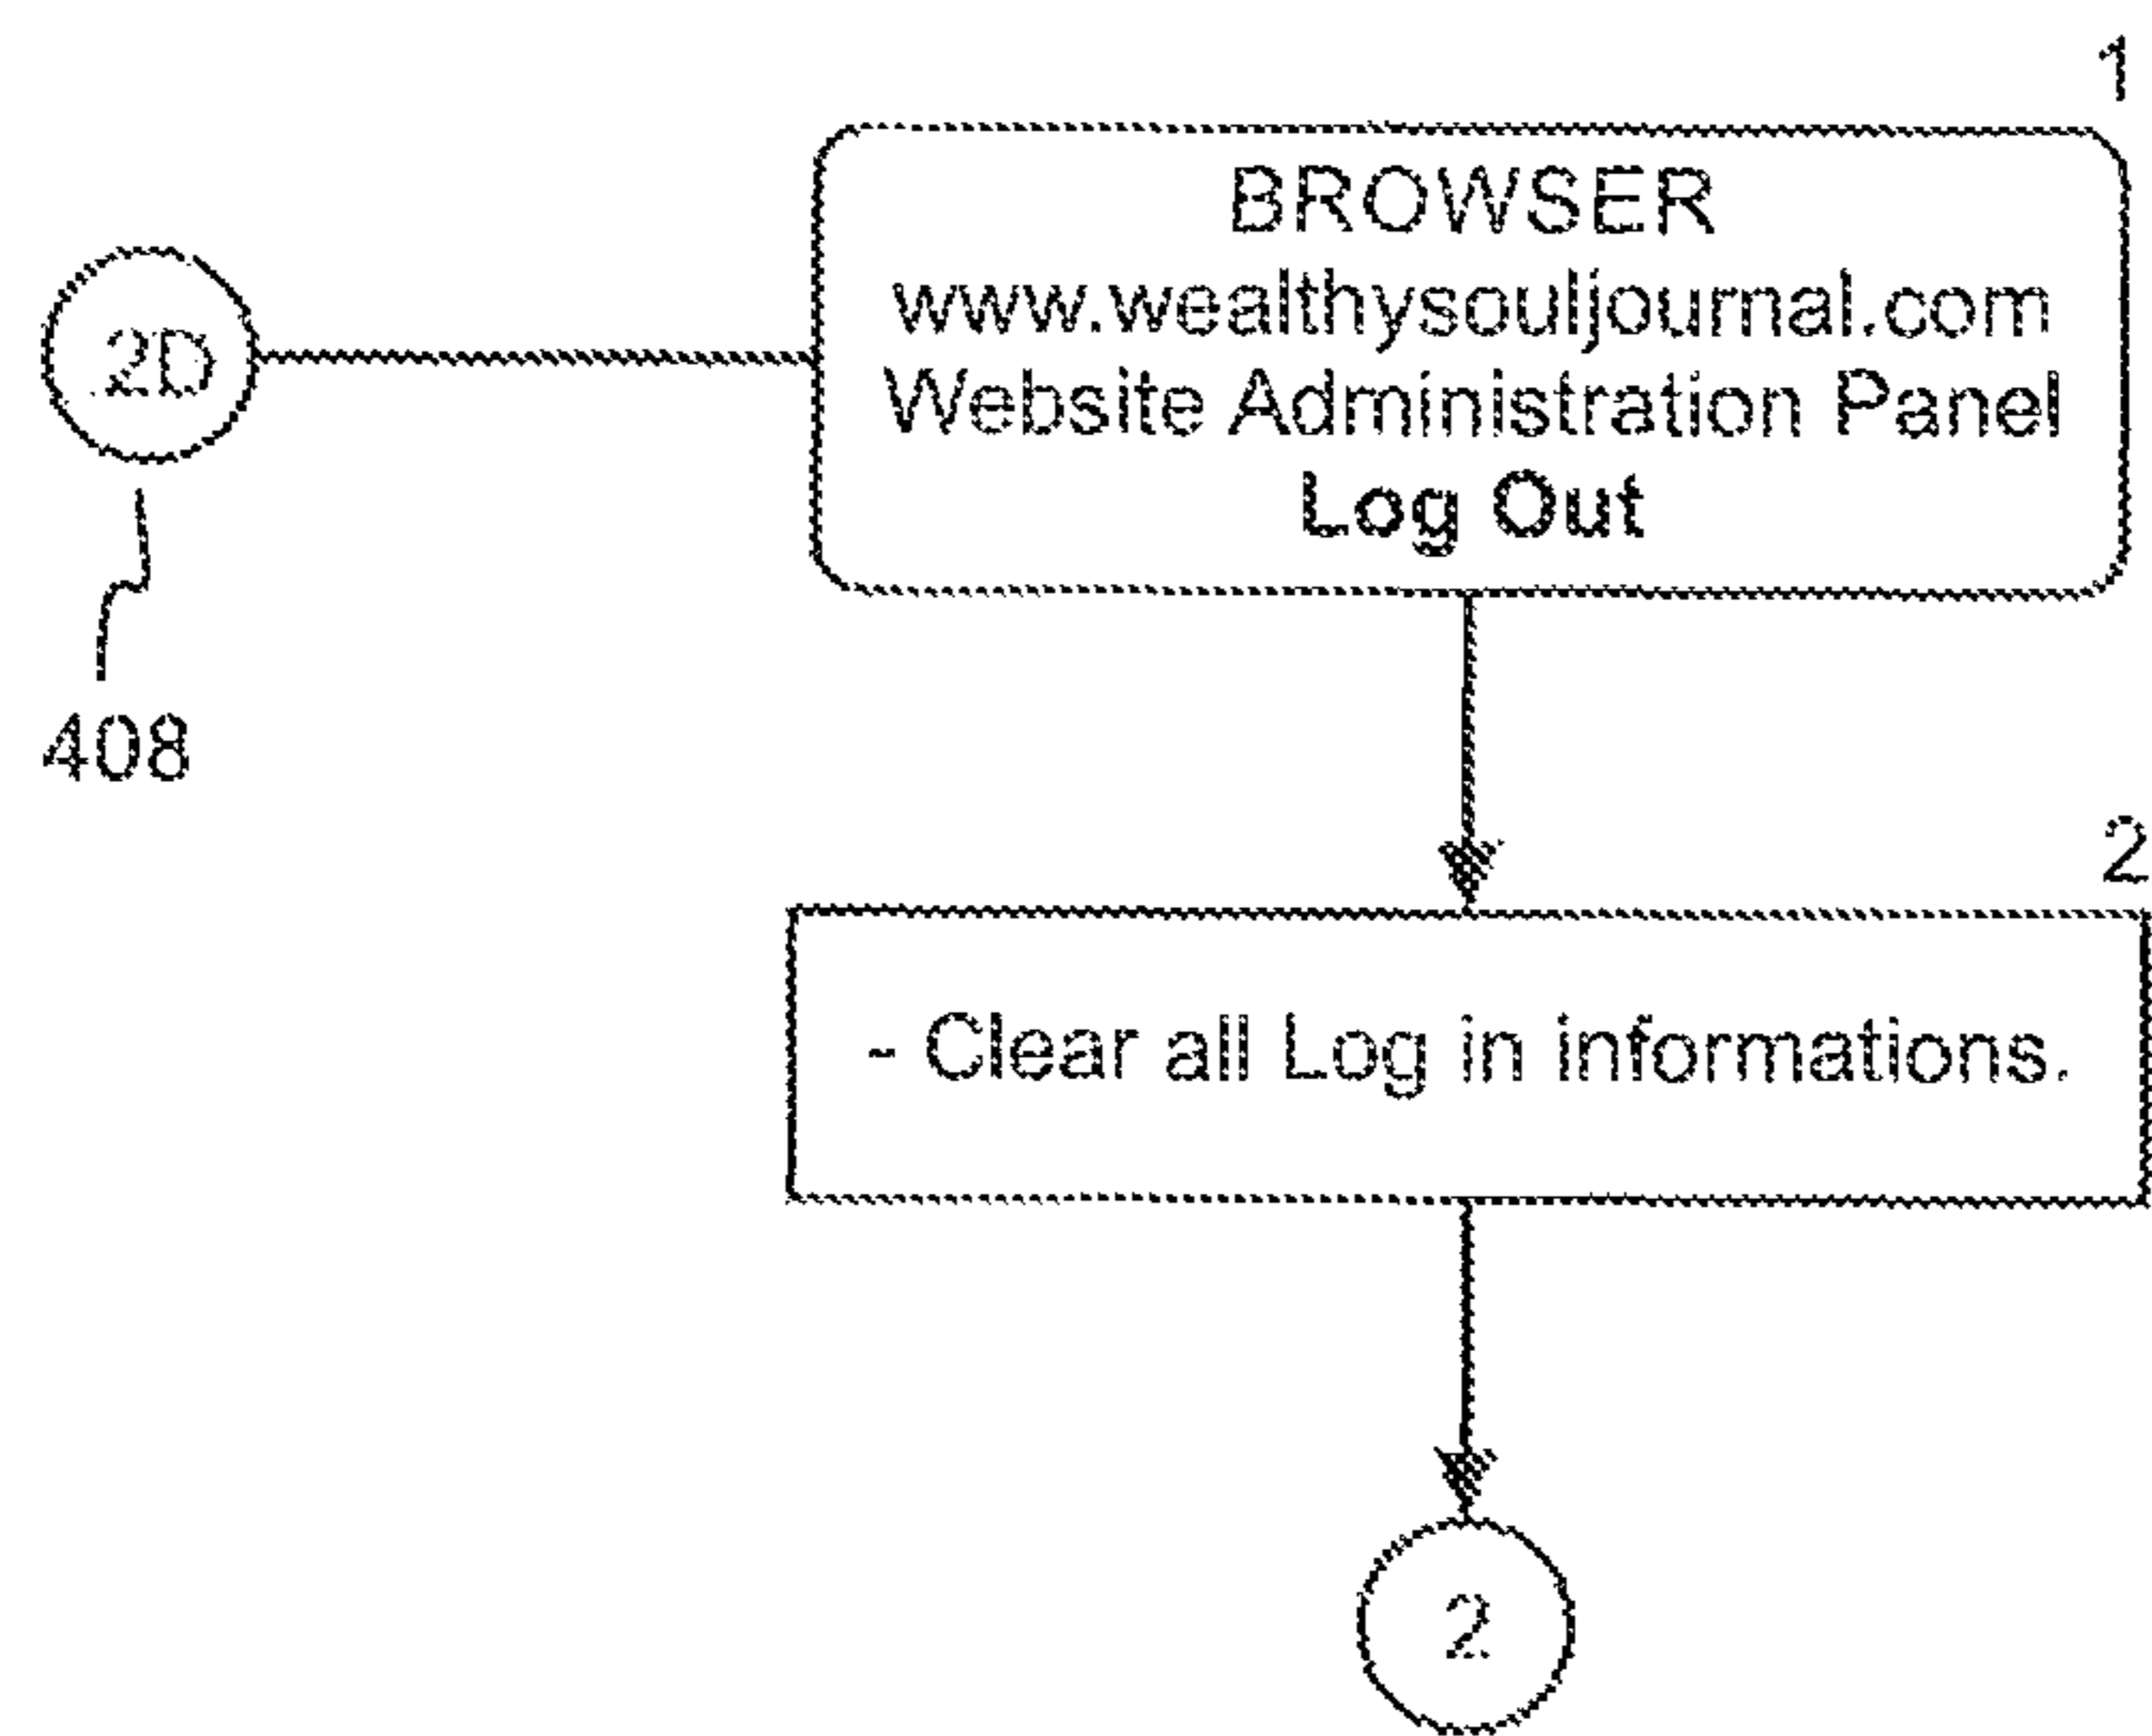 1
BROWSER
www.wealthysouljournal.com
Website Administration Panel
Log Out
2D
408
2
- Clear all Log in informations.
2